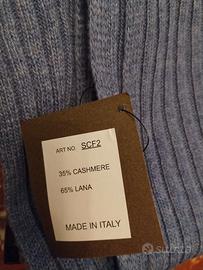 ART NO. SCF2
35% CASHMERE
65% LANA
MADE IN ITALY
subito